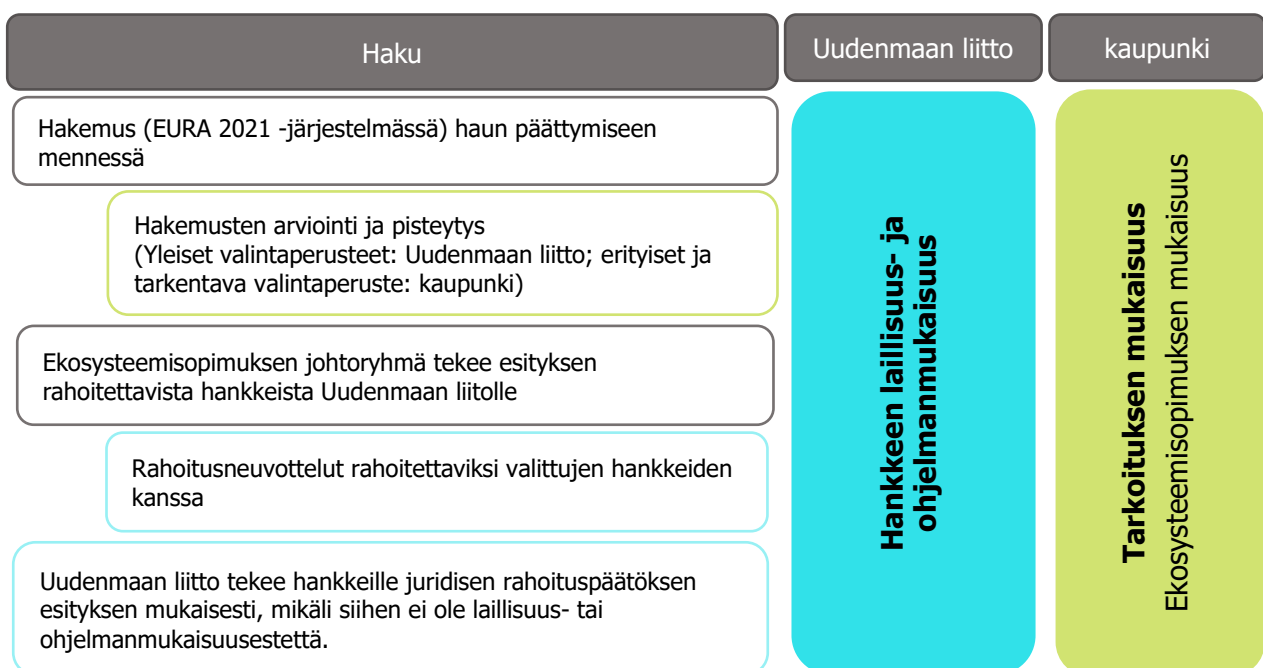 Haku
Uudenmaan liitto
kaupunki
Hakemus (EURA 2021 -järjestelmässä) haun päättymiseen
mennessä
Hakemusten arviointi ja pisteytys
(Yleiset valintaperusteet: Uudenmaan liitto; erityiset ja
tarkentava valintaperuste: kaupunki)
Ekosysteemisopimuksen johtoryhmä tekee esityksen
rahoitettavista hankkeista Uudenmaan liitolle
Rahoitusneuvottelut rahoitettaviksi valittujen hankkeiden
kanssa
Uudenmaan liitto tekee hankkeille juridisen rahoituspäätöksen
esityksen mukaisesti, mikäli siihen ei ole laillisuus- tai
ohjelmanmukaisuusestettä.
Hankkeen laillisuus- ja
ohjelmanmukaisuus
Tarkoituksen mukaisuus
Ekosysteemisopimuksen mukaisuus